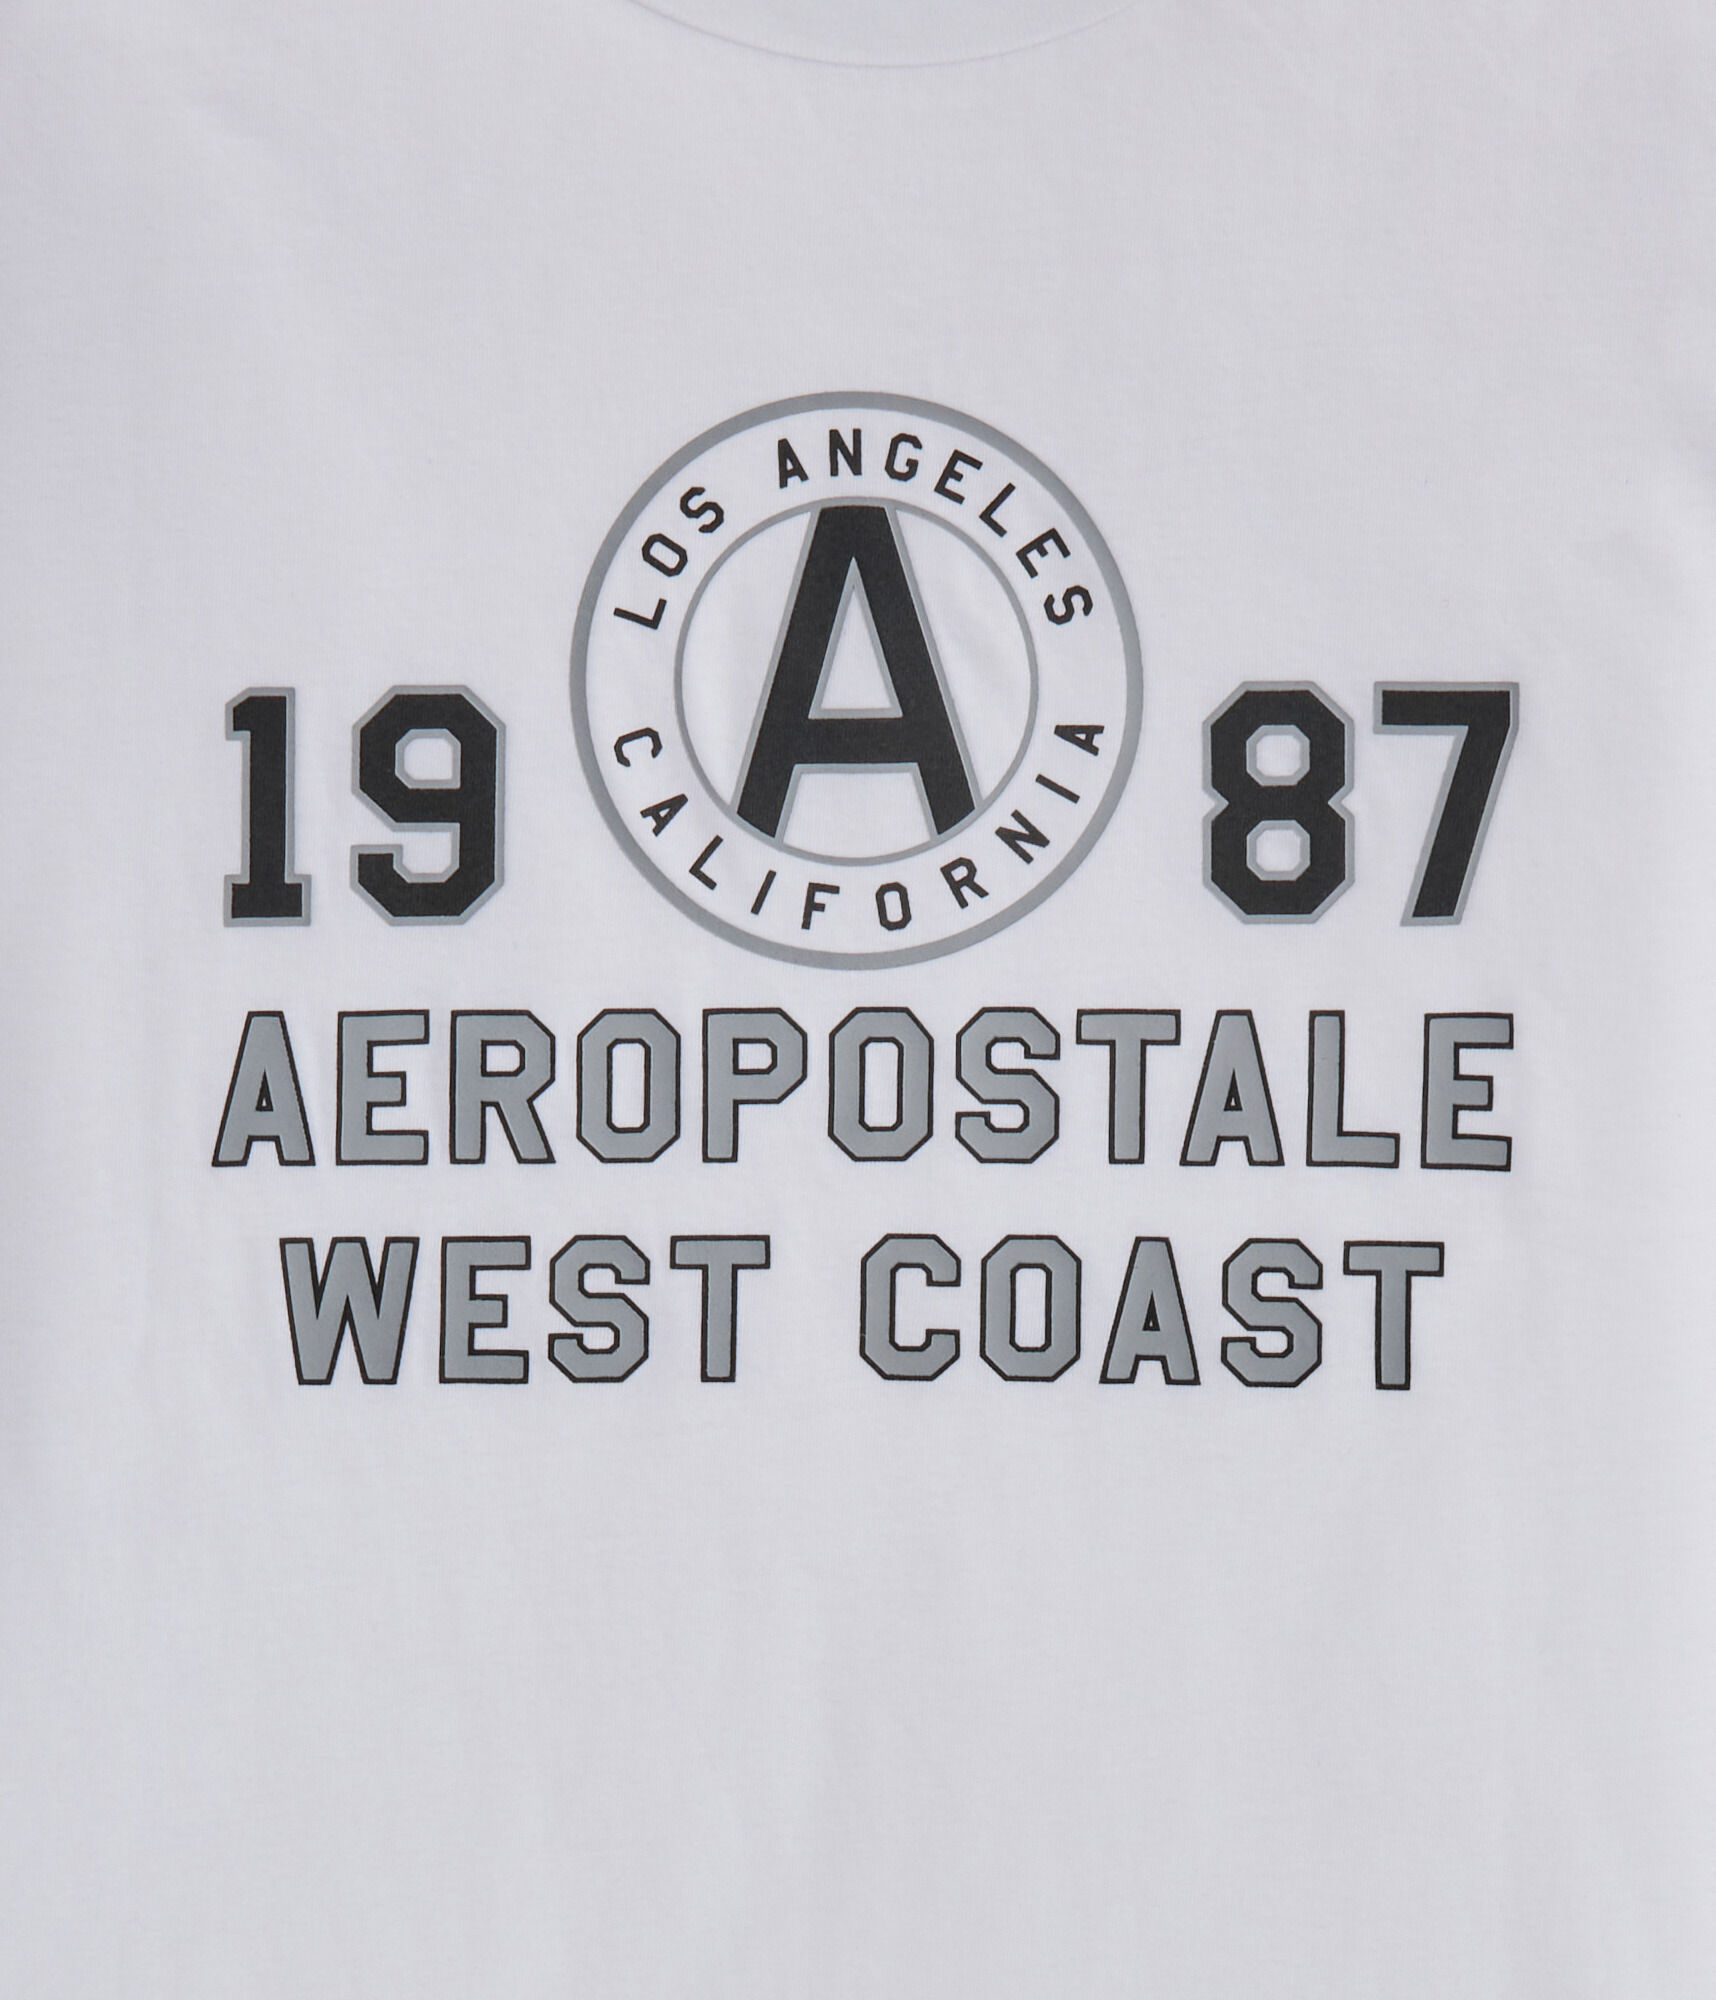 LOS ANGELES
A
CALIFORNIA
19 87
AEROPOSTALE
WEST COAST